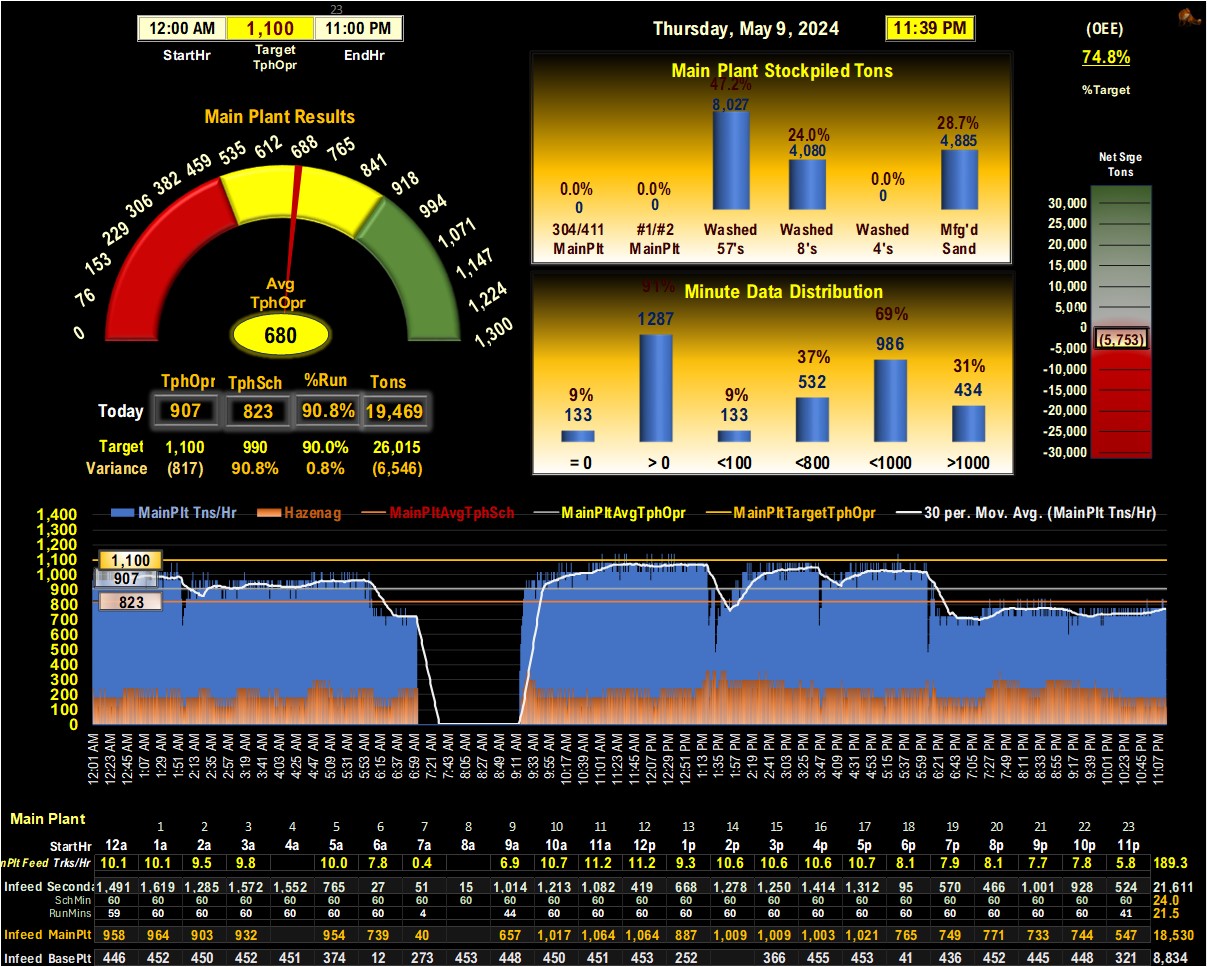 23
12:00 AM 1,100 11:00 PM
StartHr Target TphOpr EndHr
Thursday, May 9, 2024 11:39 PM
(OEE)
74.8%
%Target
Main Plant Results
0 76 153 229 306 382 459 535 612 688 765 841 918 994 1,071 1,147 1,224 1,300
Avg
TphOpr
680
TphOpr TphSch %Run Tons
Today 907 823 90.8% 19,469
Target 1,100 990 90.0% 26,015
Variance (817) 90.8% 0.8% (6,546)
Main Plant Stockpiled Tons
47.2%
8,027
24.0%
4,080
28.7%
4,885
0.0% 0.0% 0.0%
0 0 0
304/411 #1/#2 Washed Washed Washed Mfg'd
MainPlt MainPlt 57's 8's 4's Sand
Minute Data Distribution
91% 69%
1287 986
9% 9% 37% 31%
133 133 532 434
= 0 > 0 <100 <800 <1000 >1000
Net Srge
Tons
30,000
25,000
20,000
15,000
10,000
5,000
0
(5,753)
-5,000
-10,000
-15,000
-20,000
-25,000
-30,000
MainPlt Tns/Hr Hazenag MainPltAvgTphSch MainPltAvgTphOpr MainPltTargetTphOpr 30 per. Mov. Avg. (MainPlt Tns/Hr)
1,400
1,300
1,200
1,100
1,000
900
800
700
600
500
400
300
200
100
0
1,100
907
823
12:01 AM 12:23 AM 12:45 AM 1:07 AM 1:29 AM 1:51 AM 2:13 AM 2:35 AM 2:57 AM 3:19 AM 3:41 AM 4:03 AM 4:25 AM 4:47 AM 5:09 AM 5:31 AM 5:53 AM 6:15 AM 6:37 AM 6:59 AM 7:21 AM 7:43 AM 8:05 AM 8:27 AM 8:49 AM 9:11 AM 9:33 AM 9:55 AM 10:17 AM 10:39 AM 11:01 AM 11:23 AM 11:45 AM 12:07 PM 12:29 PM 12:51 PM 1:13 PM 1:35 PM 1:57 PM 2:19 PM 2:41 PM 3:03 PM 3:25 PM 3:47 PM 4:09 PM 4:31 PM 4:53 PM 5:15 PM 5:37 PM 5:59 PM 6:21 PM 6:43 PM 7:05 PM 7:27 PM 7:49 PM 8:11 PM 8:33 PM 8:55 PM 9:17 PM 9:39 PM 10:01 PM 10:23 PM 10:45 PM 11:07 PM
Main Plant
1 2 3 4 5 6 7 8 9 10 11 12 13 14 15 16 17 18 19 20 21 22 23
StartHr 12a 1a 2a 3a 4a 5a 6a 7a 8a 9a 10a 11a 12p 1p 2p 3p 4p 5p 6p 7p 8p 9p 10p 11p
nPlt Feed Trks/Hr 10.1 10.1 9.5 9.8 10.0 7.8 0.4 6.9 10.7 11.2 11.2 9.3 10.6 10.6 10.6 10.7 8.1 7.9 8.1 7.7 7.8 5.8 189.3
Infeed Seconda 1,491 1,619 1,285 1,572 1,552 765 27 51 15 1,014 1,213 1,082 419 668 1,278 1,250 1,414 1,312 95 570 466 1,001 928 524 21,611
SchMin 60 60 60 60 60 60 60 60 60 60 60 60 60 60 60 60 60 60 60 60 60 60 60 60 24.0
RunMins 59 60 60 60 60 60 60 4 44 60 60 60 60 60 60 60 60 60 60 60 60 60 41 21.5
Infeed MainPlt 958 964 903 932 954 739 40 657 1,017 1,064 1,064 887 1,009 1,009 1,003 1,021 765 749 771 733 744 547 18,530
Infeed BasePlt 446 452 450 452 451 374 12 273 453 448 450 451 453 252 366 455 453 41 436 452 445 448 321 8,834